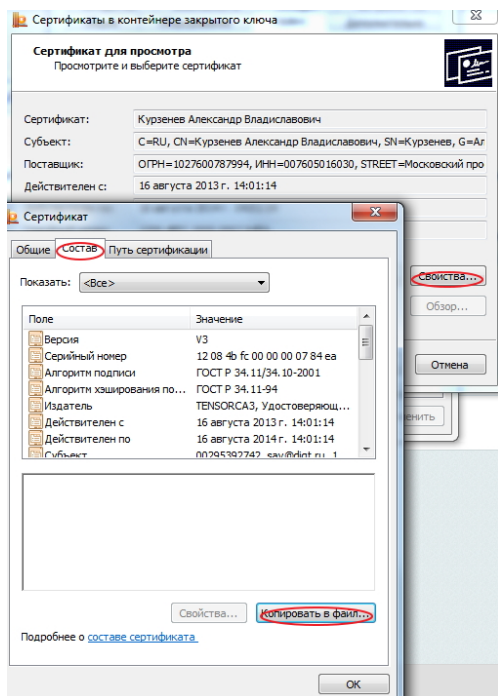 Сертификаты в контейнере закрытого ключа
Сертификат для просмотра
Просмотрите и выберите сертификат
Сертификат: Курзенев Александр Владиславович
Субъект: C=RU, CN=Курзенев Александр Владиславович, SN=Курзенев, G=Ал
Поставщик: ОГРН=1027600787994, ИНН=007605016030, STREET=Московский про
Действителен с: 16 августа 2013 г. 14:01:14
Свойства...
Обзор...
Отмена
енить
Сертификат
Общие Состав Путь сертификации
Показать: <Все>
Поле Значение
Версия V3
Серийный номер 12 08 4b fc 00 00 00 07 84 ea
Алгоритм подписи ГОСТ Р 34.11/34.10-2001
Алгоритм хэширования по... ГОСТ Р 34.11-94
Издатель TENSORCA3, Удостоверяющ...
Действителен с 16 августа 2013 г. 14:01:14
Действителен по 16 августа 2014 г. 14:01:14
Субъект 00295392742, sav@digt.ru, 1
Свойства... Копировать в файл...
Подробнее о составе сертификата
ОК